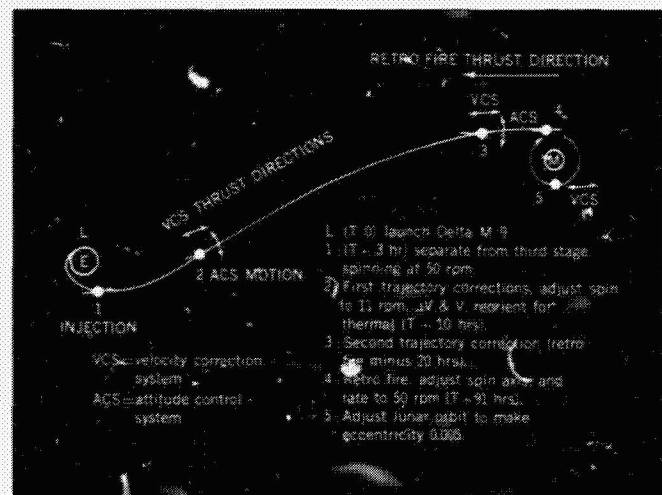 RETRO FIRE THRUST DIRECTION
VCS
ACS
4
3
M
5
VCS
VCS THRUST DIRECTIONS
L
E
2 ACS MOTION
1
INJECTION
VCS=velocity correction
system
ACS=attitude control
system
L (T 0) launch Delta M
1 (T 3 hr) separate from third stage
spinning at 50 rpm
2 First trajectory corrections, adjust spin
to 11 rpm, V & V, reorient for
thermal (T 10 hrs)
3 Second trajectory correction (retro
fire minus 20 hrs)
4 Retro fire, adjust spin axis and
rate to 50 rpm (T 91 hrs)
5 Adjust lunar orbit to make
eccentricity 0.005